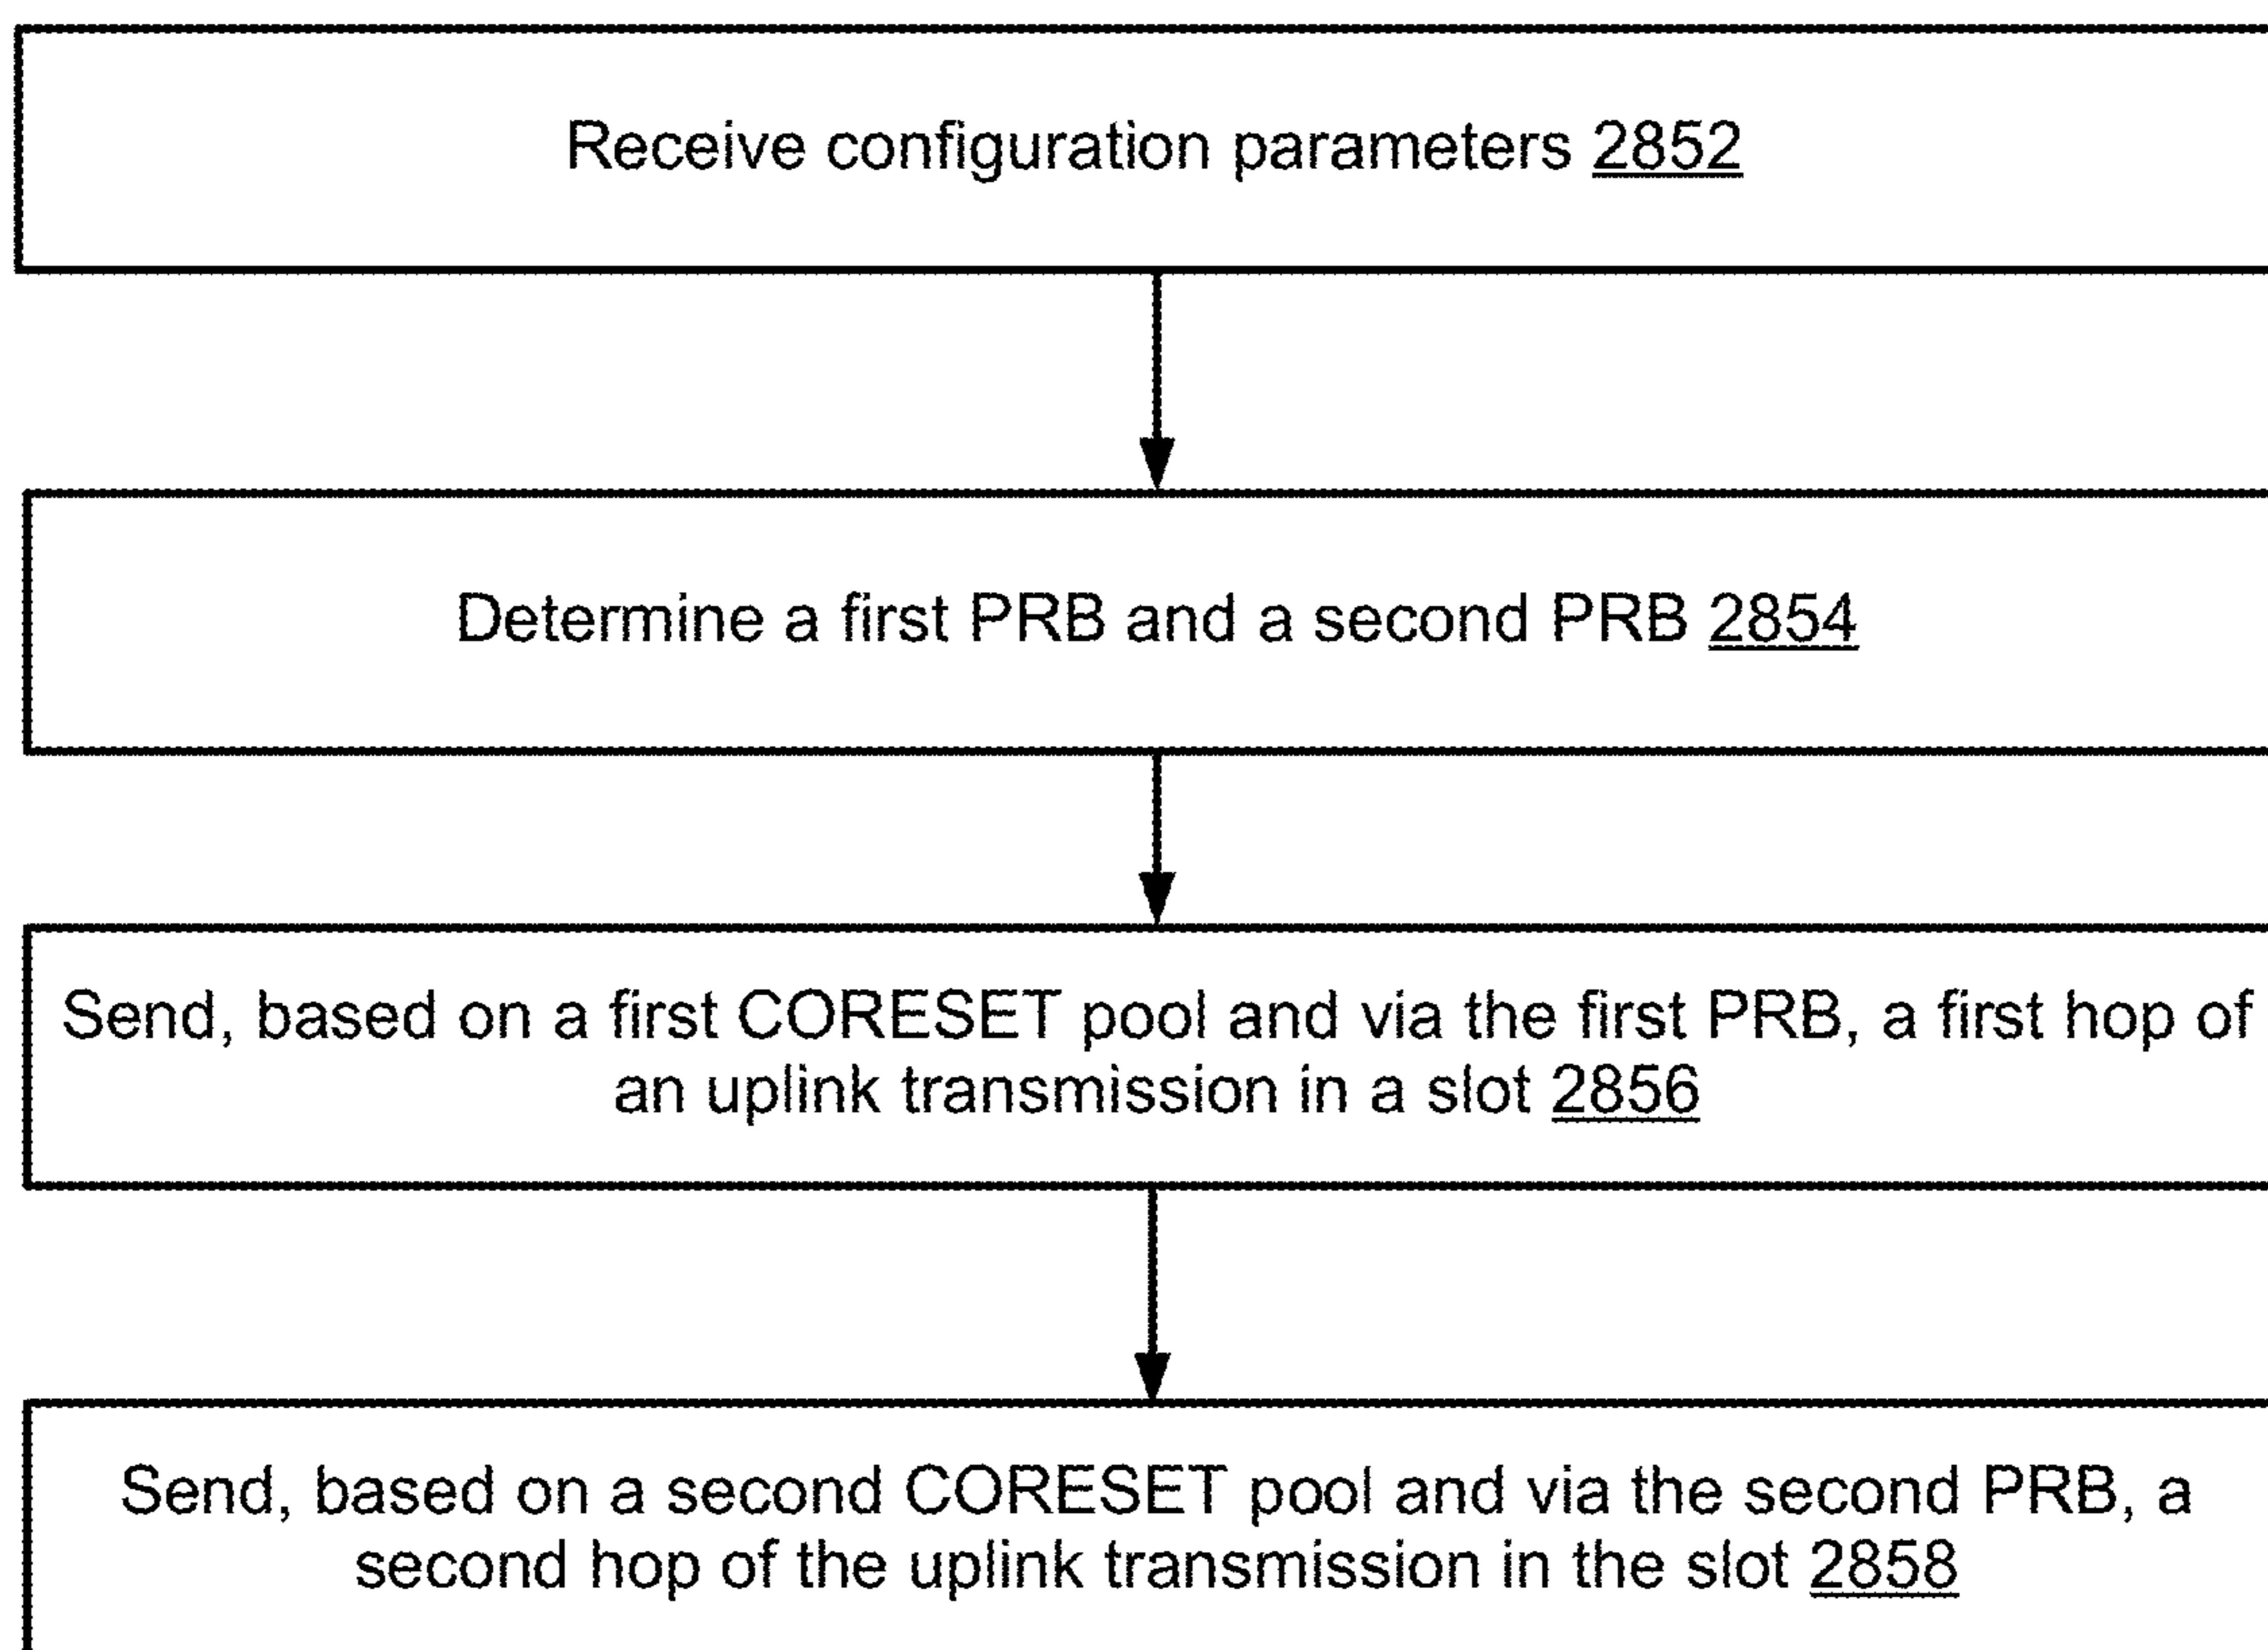 Receive configuration parameters 2852
Determine a first PRB and a second PRB 2854
Send, based on a first CORESET pool and via the first PRB, a first hop of
an uplink transmission in a slot 2856
Send, based on a second CORESET pool and via the second PRB, a
second hop of the uplink transmission in the slot 2858